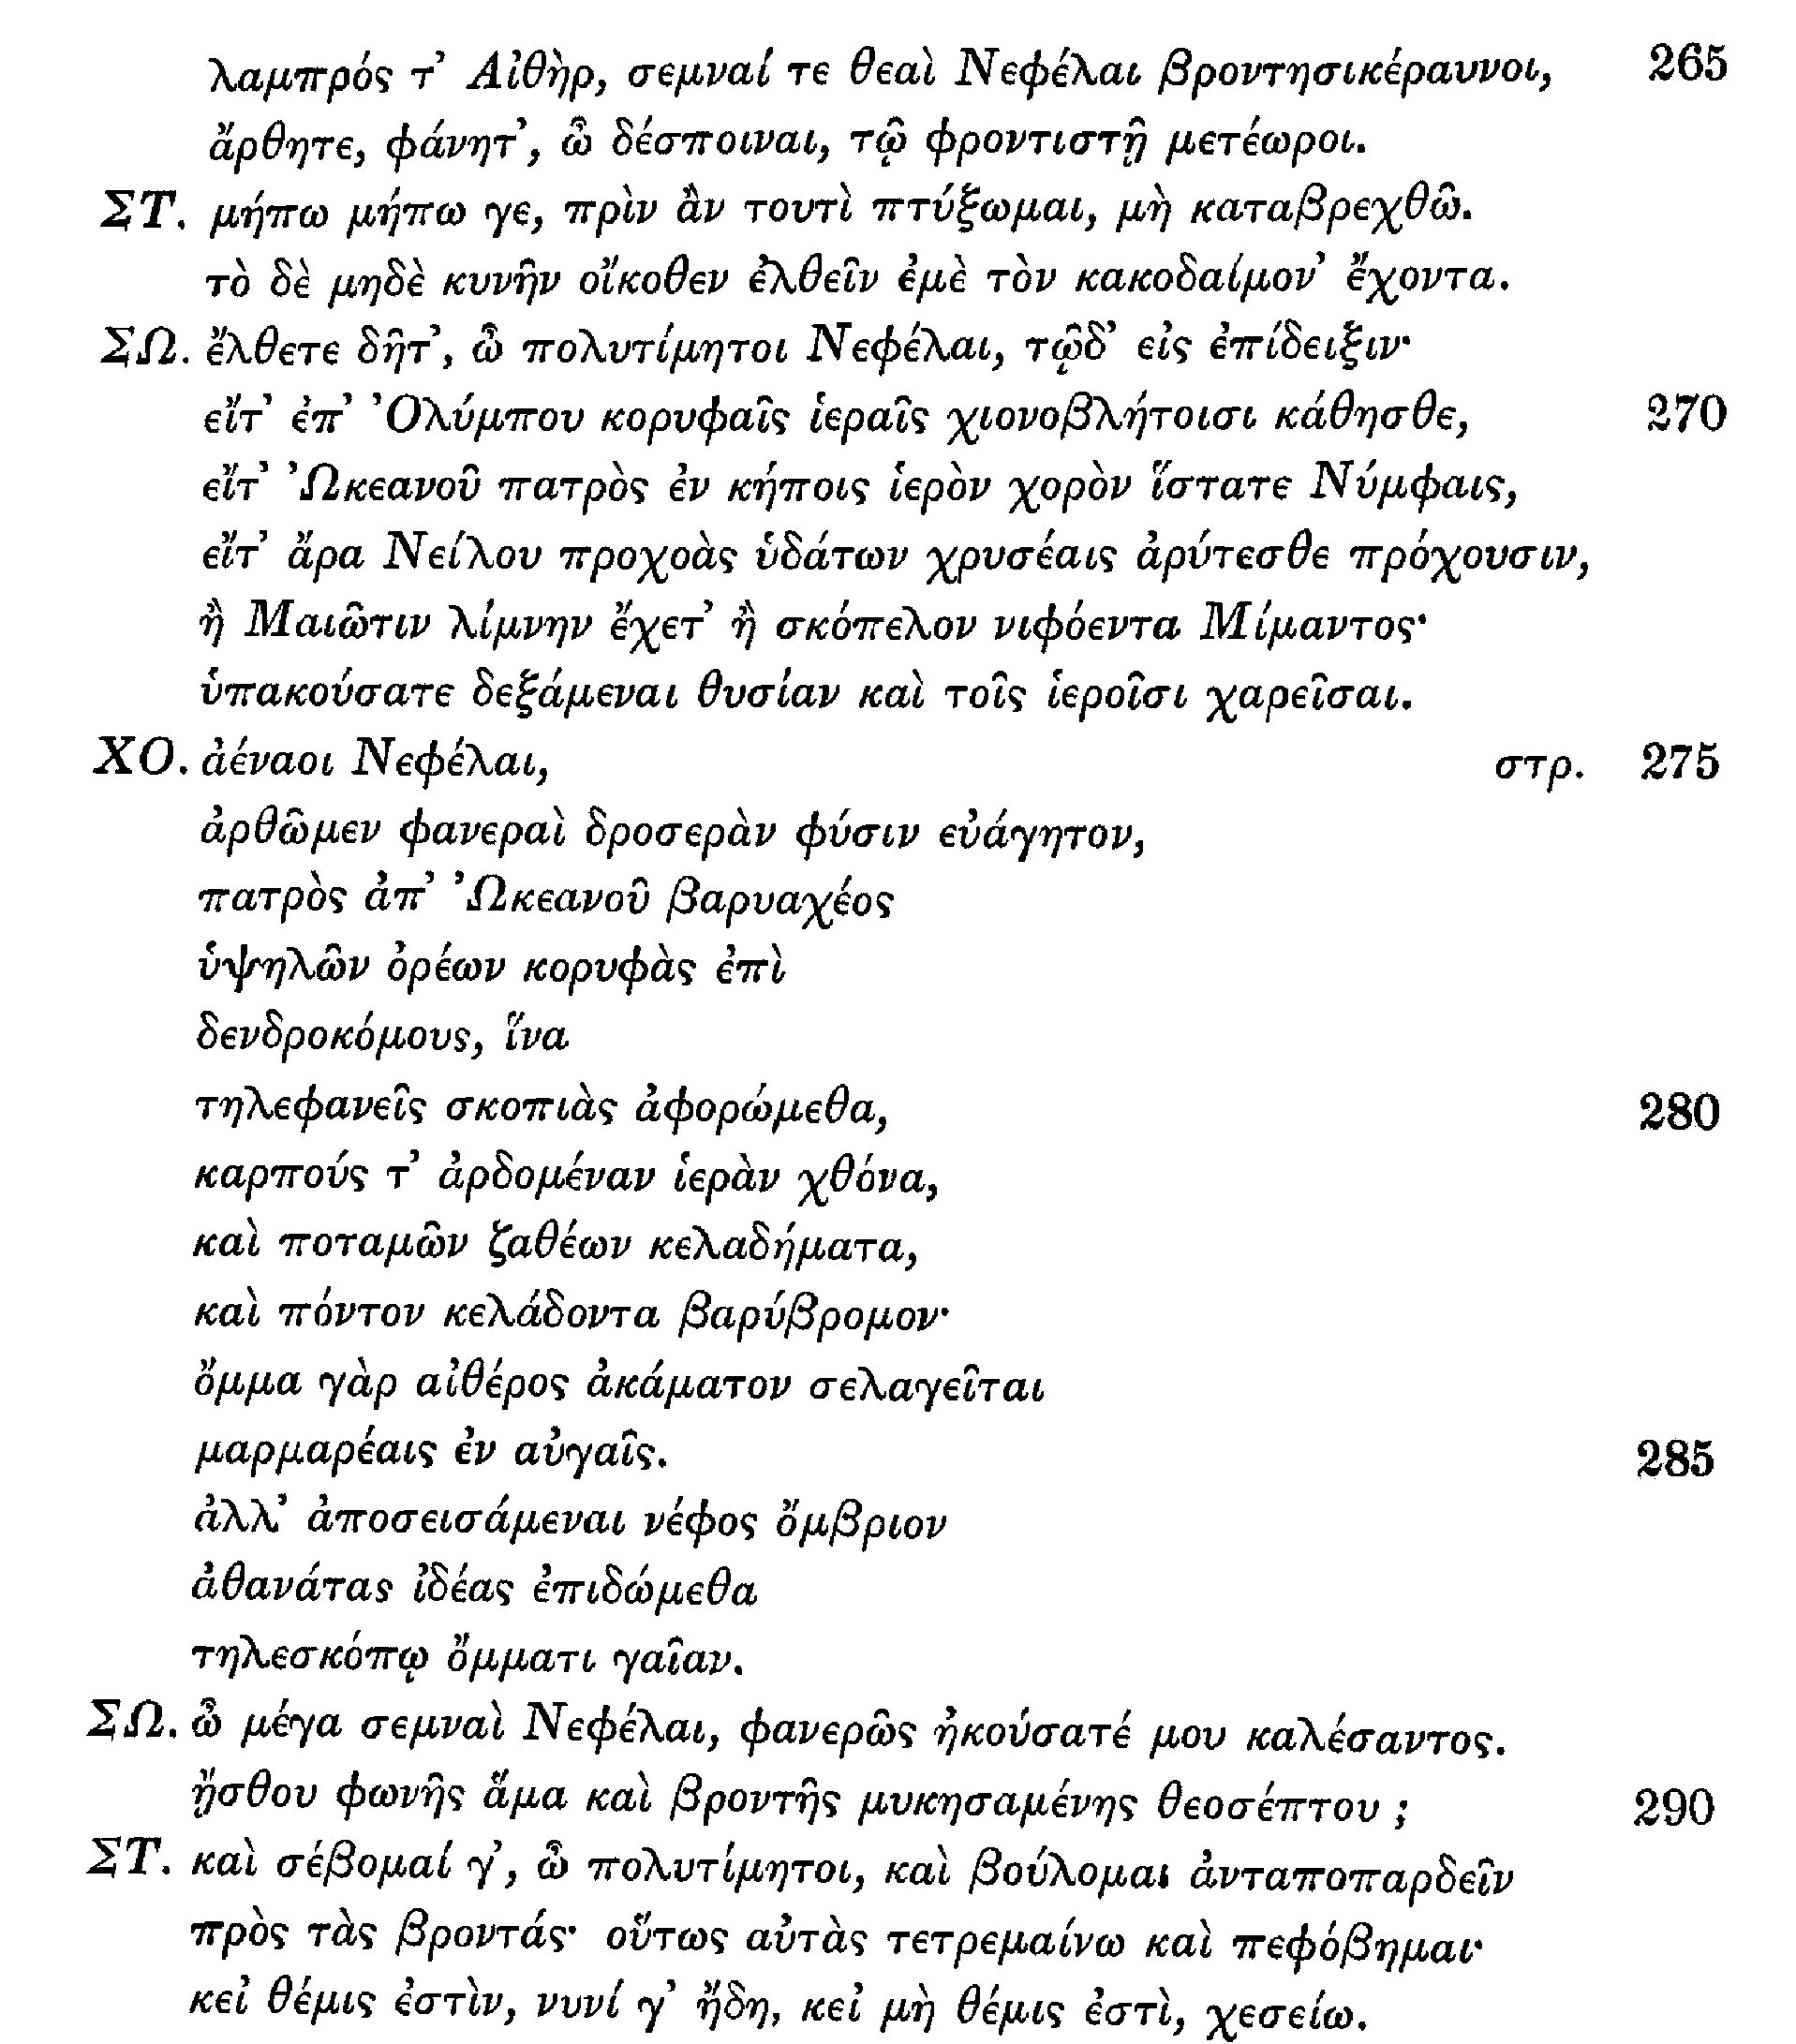 λαμπρός τ' Αἰθὴρ, σεμναί τε θεαὶ Νεφέλαι βροντησικέραυνοι, 265
ἄρθητε, φάνητ', ὦ δέσποιναι, τῷ φροντιστῇ μετέωροι.
ΣΤ. μήπω μήπω γε, πρὶν ἂν τουτὶ πτύξωμαι, μὴ καταβρεχθῶ.
τὸ δὲ μηδὲ κυνῆν οἴκοθεν ἐλθεῖν ἐμὲ τὸν κακοδαίμον' ἔχοντα.
ΣΩ. ἔλθετε δῆτ', ὦ πολυτίμητοι Νεφέλαι, τῷδ' εἰς ἐπίδειξιν·
εἴτ' ἐπ' Ὀλύμπου κορυφαῖς ἱεραῖς χιονοβλήτοισι κάθησθε, 270
εἴτ' Ὠκεανοῦ πατρὸς ἐν κήποις ἱερὸν χορὸν ἵστατε Νύμφαις,
εἴτ' ἄρα Νείλου προχοὰς ὑδάτων χρυσέαις ἀρύτεσθε πρόχουσιν,
ἢ Μαιῶτιν λίμνην ἔχετ' ἢ σκόπελον νιφόεντα Μίμαντος·
ὑπακούσατε δεξάμεναι θυσίαν καὶ τοῖς ἱεροῖσι χαρεῖσαι.
ΧΟ. ἀέναοι Νεφέλαι, στρ. 275
ἀρθῶμεν φανεραὶ δροσερὰν φύσιν εὐάγητον,
πατρὸς ἀπ' Ὠκεανοῦ βαρυαχέος
ὑψηλῶν ὀρέων κορυφὰς ἐπὶ
δενδροκόμους, ἵνα
τηλεφανεῖς σκοπιὰς ἀφορώμεθα, 280
καρπούς τ' ἀρδομέναν ἱερὰν χθόνα,
καὶ ποταμῶν ζαθέων κελαδήματα,
καὶ πόντον κελάδοντα βαρύβρομον·
ὄμμα γὰρ αἰθέρος ἀκάματον σελαγεῖται
μαρμαρέαις ἐν αὐγαῖς. 285
ἀλλ' ἀποσεισάμεναι νέφος ὄμβριον
ἀθανάτας ἰδέας ἐπιδώμεθα
τηλεσκόπῳ ὄμματι γαῖαν.
ΣΩ. ὦ μέγα σεμναὶ Νεφέλαι, φανερῶς ἠκούσατέ μου καλέσαντος.
ᾔσθου φωνῆς ἅμα καὶ βροντῆς μυκησαμένης θεοσέπτου ; 290
ΣΤ. καὶ σέβομαί γ', ὦ πολυτίμητοι, καὶ βούλομαι ἀνταποπαρδεῖν
πρὸς τὰς βροντάς· οὕτως αὐτὰς τετρεμαίνω καὶ πεφόβημαι·
κεἰ θέμις ἐστὶν, νυνί γ' ἤδη, κεἰ μὴ θέμις ἐστὶ, χεσείω.